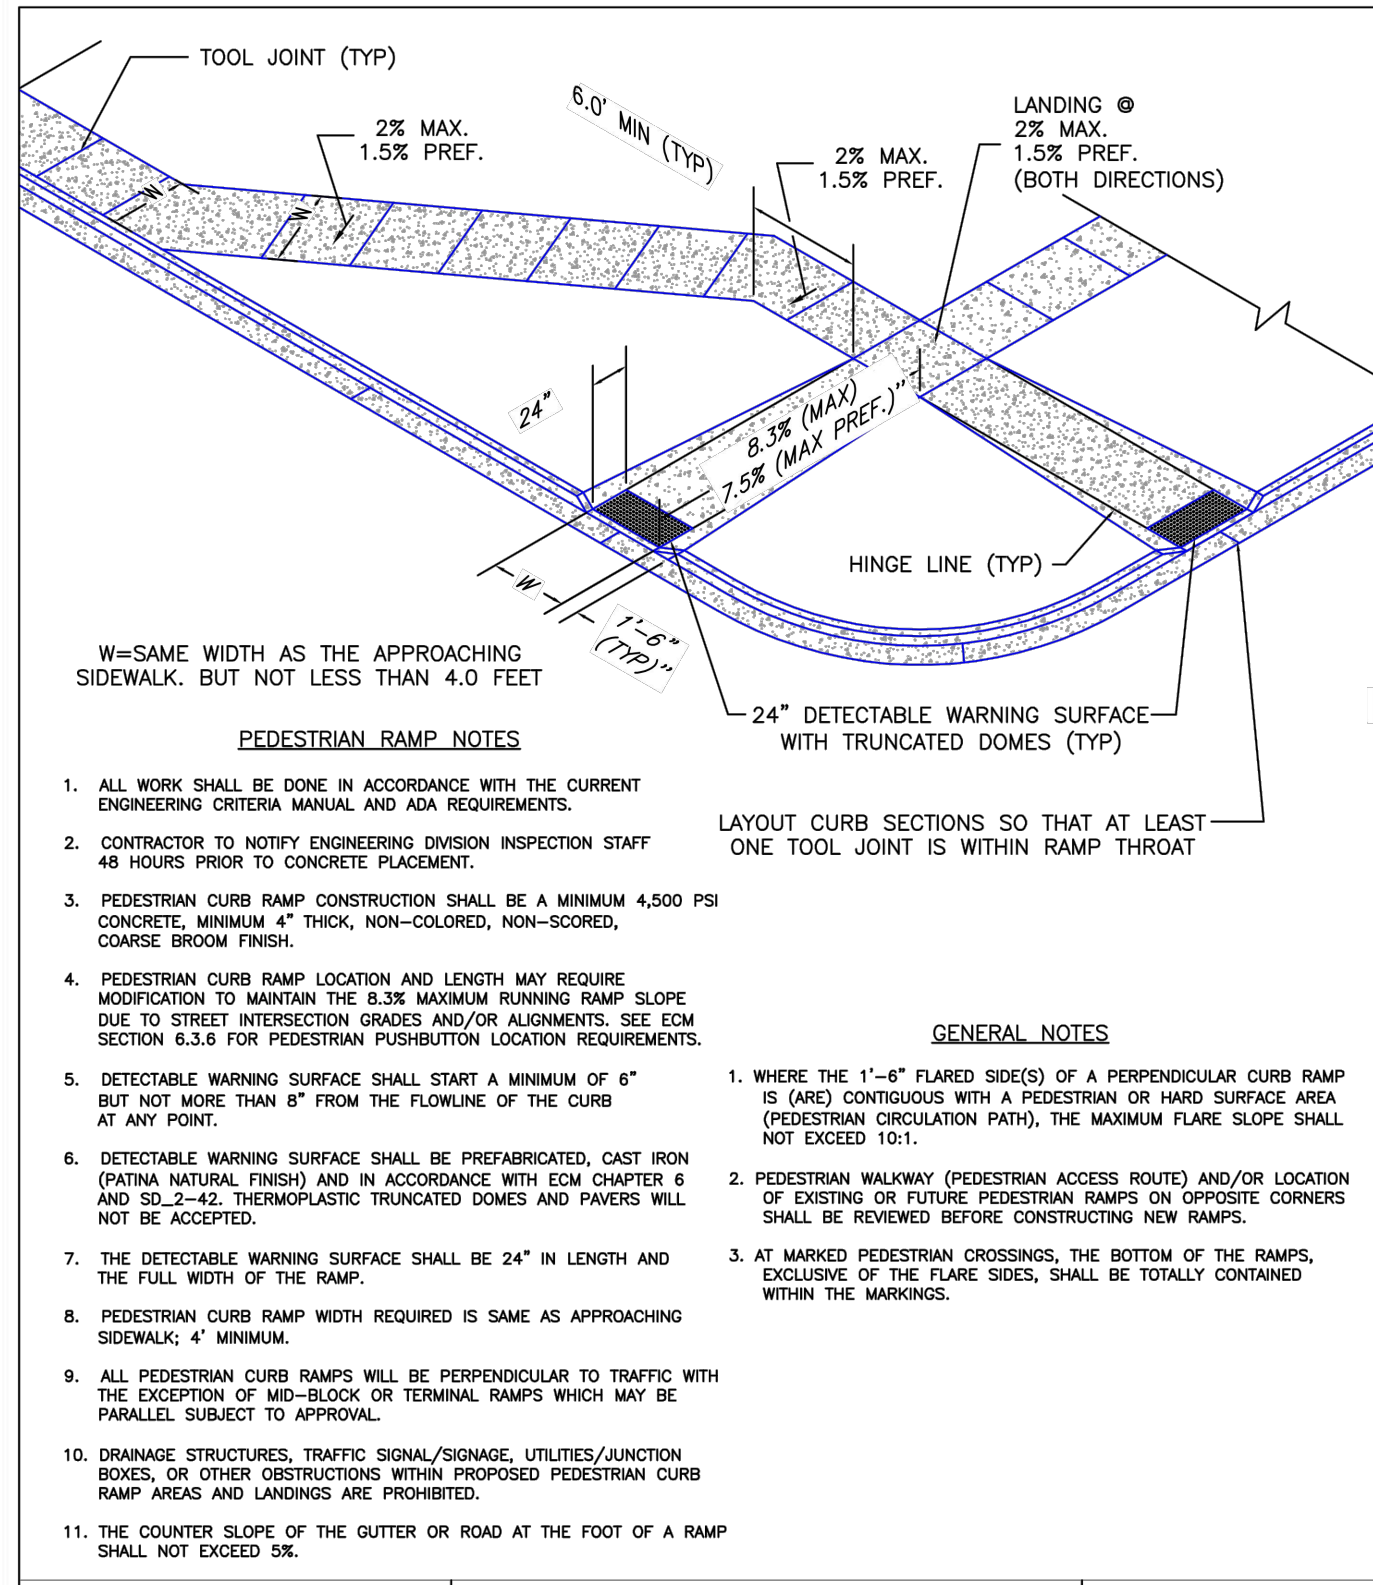 TOOL JOINT (TYP)
2% MAX.
1.5% PREF.
6.0' MIN (TYP)
2% MAX.
1.5% PREF.
LANDING @
2% MAX.
1.5% PREF.
(BOTH DIRECTIONS)
W
W
24"
8.3% (MAX)
7.5% (MAX PREF.)"
HINGE LINE (TYP)
W
1'-6"
(TYP)"
W=SAME WIDTH AS THE APPROACHING
SIDEWALK. BUT NOT LESS THAN 4.0 FEET
24" DETECTABLE WARNING SURFACE
WITH TRUNCATED DOMES (TYP)
LAYOUT CURB SECTIONS SO THAT AT LEAST
ONE TOOL JOINT IS WITHIN RAMP THROAT
PEDESTRIAN RAMP NOTES
1. ALL WORK SHALL BE DONE IN ACCORDANCE WITH THE CURRENT
ENGINEERING CRITERIA MANUAL AND ADA REQUIREMENTS.
2. CONTRACTOR TO NOTIFY ENGINEERING DIVISION INSPECTION STAFF
48 HOURS PRIOR TO CONCRETE PLACEMENT.
3. PEDESTRIAN CURB RAMP CONSTRUCTION SHALL BE A MINIMUM 4,500 PSI
CONCRETE, MINIMUM 4" THICK, NON-COLORED, NON-SCORED,
COARSE BROOM FINISH.
4. PEDESTRIAN CURB RAMP LOCATION AND LENGTH MAY REQUIRE
MODIFICATION TO MAINTAIN THE 8.3% MAXIMUM RUNNING RAMP SLOPE
DUE TO STREET INTERSECTION GRADES AND/OR ALIGNMENTS. SEE ECM
SECTION 6.3.6 FOR PEDESTRIAN PUSHBUTTON LOCATION REQUIREMENTS.
5. DETECTABLE WARNING SURFACE SHALL START A MINIMUM OF 6"
BUT NOT MORE THAN 8" FROM THE FLOWLINE OF THE CURB
AT ANY POINT.
6. DETECTABLE WARNING SURFACE SHALL BE PREFABRICATED, CAST IRON
(PATINA NATURAL FINISH) AND IN ACCORDANCE WITH ECM CHAPTER 6
AND SD_2-42. THERMOPLASTIC TRUNCATED DOMES AND PAVERS WILL
NOT BE ACCEPTED.
7. THE DETECTABLE WARNING SURFACE SHALL BE 24" IN LENGTH AND
THE FULL WIDTH OF THE RAMP.
8. PEDESTRIAN CURB RAMP WIDTH REQUIRED IS SAME AS APPROACHING
SIDEWALK; 4' MINIMUM.
9. ALL PEDESTRIAN CURB RAMPS WILL BE PERPENDICULAR TO TRAFFIC WITH
THE EXCEPTION OF MID-BLOCK OR TERMINAL RAMPS WHICH MAY BE
PARALLEL SUBJECT TO APPROVAL.
10. DRAINAGE STRUCTURES, TRAFFIC SIGNAL/SIGNAGE, UTILITIES/JUNCTION
BOXES, OR OTHER OBSTRUCTIONS WITHIN PROPOSED PEDESTRIAN CURB
RAMP AREAS AND LANDINGS ARE PROHIBITED.
11. THE COUNTER SLOPE OF THE GUTTER OR ROAD AT THE FOOT OF A RAMP
SHALL NOT EXCEED 5%.
GENERAL NOTES
1. WHERE THE 1'-6" FLARED SIDE(S) OF A PERPENDICULAR CURB RAMP
IS (ARE) CONTIGUOUS WITH A PEDESTRIAN OR HARD SURFACE AREA
(PEDESTRIAN CIRCULATION PATH), THE MAXIMUM FLARE SLOPE SHALL
NOT EXCEED 10:1.
2. PEDESTRIAN WALKWAY (PEDESTRIAN ACCESS ROUTE) AND/OR LOCATION
OF EXISTING OR FUTURE PEDESTRIAN RAMPS ON OPPOSITE CORNERS
SHALL BE REVIEWED BEFORE CONSTRUCTING NEW RAMPS.
3. AT MARKED PEDESTRIAN CROSSINGS, THE BOTTOM OF THE RAMPS,
EXCLUSIVE OF THE FLARE SIDES, SHALL BE TOTALLY CONTAINED
WITHIN THE MARKINGS.